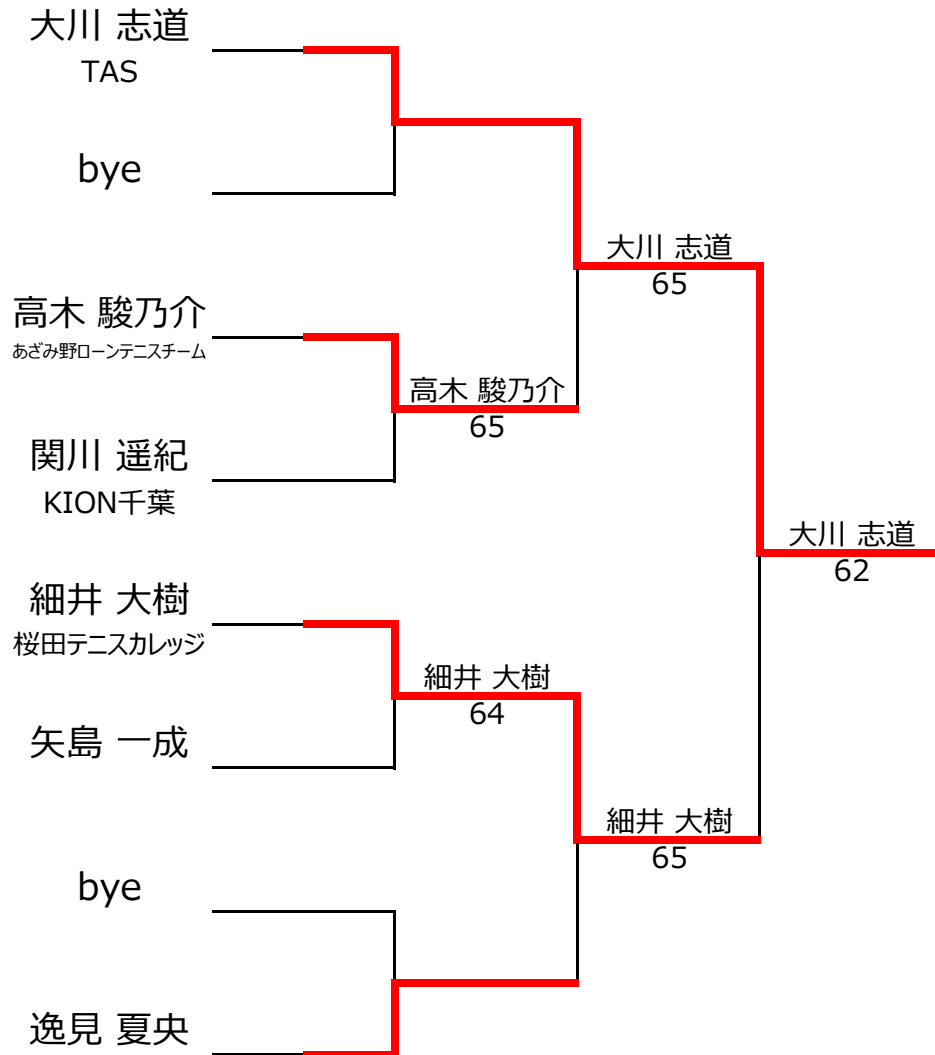 大川 志道
TAS
bye
大川 志道
65
高木 駿乃介
あざみ野ローンテニスチーム
高木 駿乃介
65
関川 遥紀
KION千葉
大川 志道
62
細井 大樹
桜田テニスカレッジ
細井 大樹
64
矢島 一成
細井 大樹
65
bye
逸見 夏央